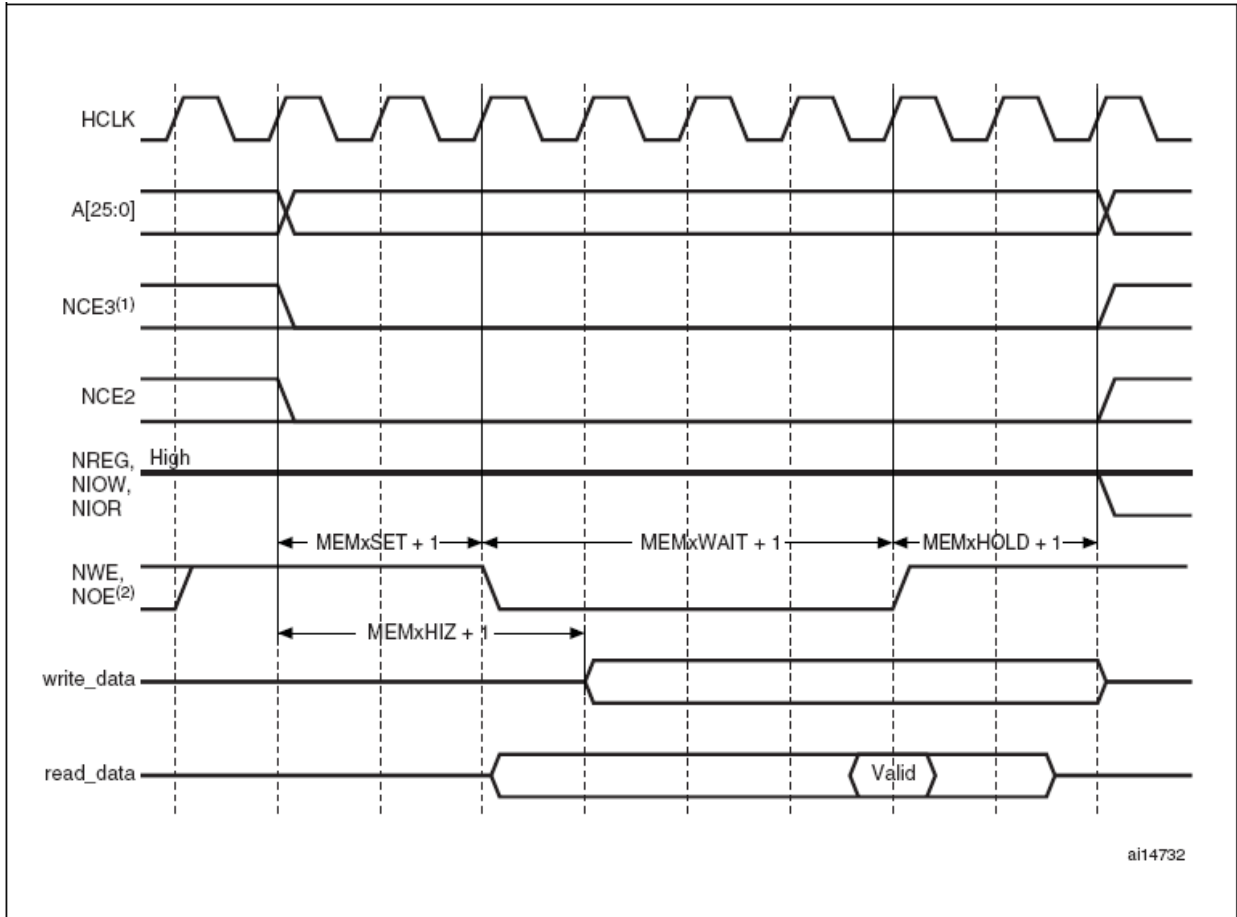 HCLK
A[25:0]
NCE3(1)
NCE2
High
NREG,
NIOW,
NIOR
MEMxSET + 1
MEMxWAIT + 1
MEMxHOLD + 1
NWE,
NOE(2)
MEMxHIZ + 1
write_data
read_data
Valid
ai14732